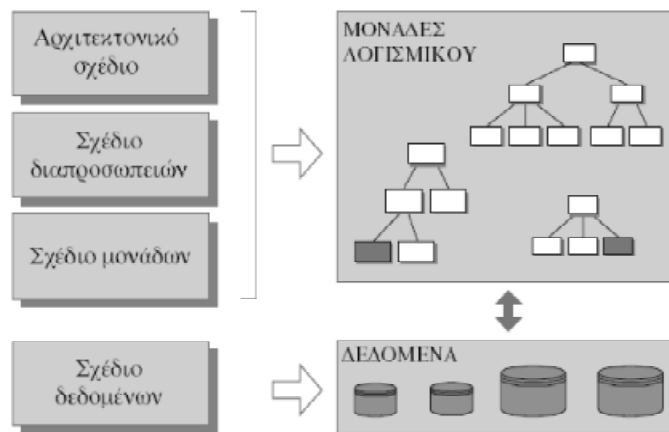 Αρχιτεκτονικό
σχέδιο
Σχέδιο
διαπροσωπειών
Σχέδιο μονάδων
Σχέδιο
δεδομένων
ΜΟΝΑΔΕΣ
ΛΟΓΙΣΜΙΚΟΥ
ΔΕΔΟΜΕΝΑ